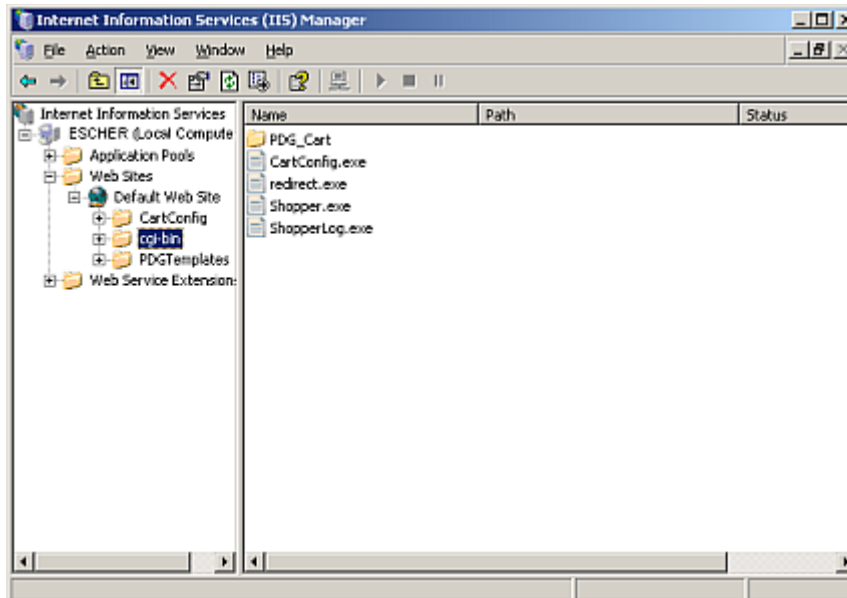 Internet Information Services (IIS) Manager
File Action View Window Help
Internet Information Services
ESCHER (Local Compute
Application Pools
Web Sites
Default Web Site
CartConfig
cgi-bin
PDGTemplates
Web Service Extension
Name Path Status
PDG_Cart
CartConfig.exe
redirect.exe
Shopper.exe
ShopperLog.exe